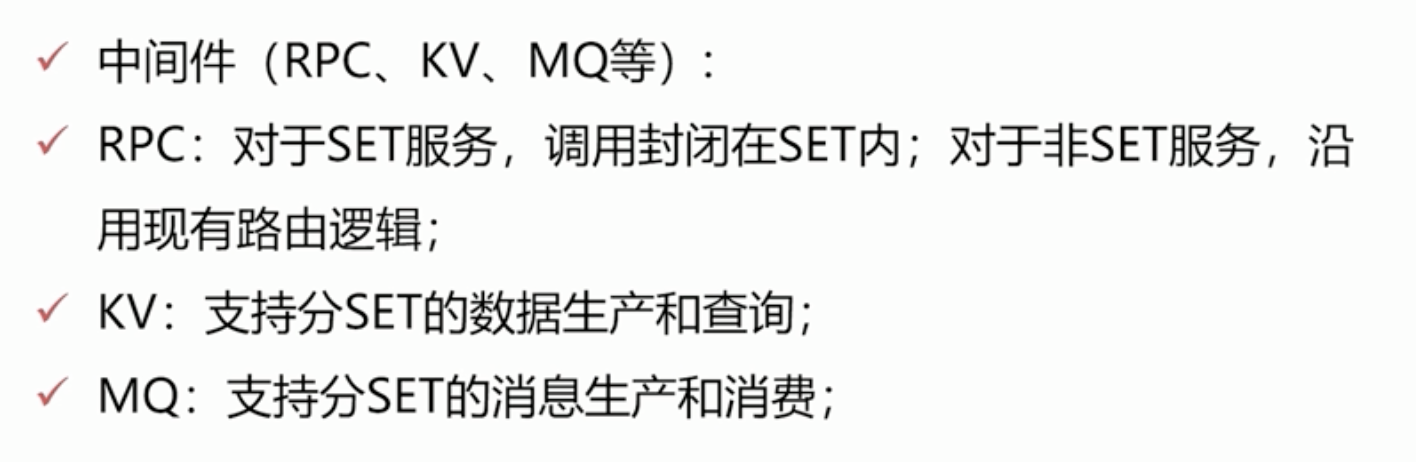 ✓ 中间件（RPC、KV、MQ等）:
✓ RPC：对于SET服务，调用封闭在SET内；对于非SET服务，沿
用现有路由逻辑；
✓ KV：支持分SET的数据生产和查询；
✓ MQ：支持分SET的消息生产和消费；